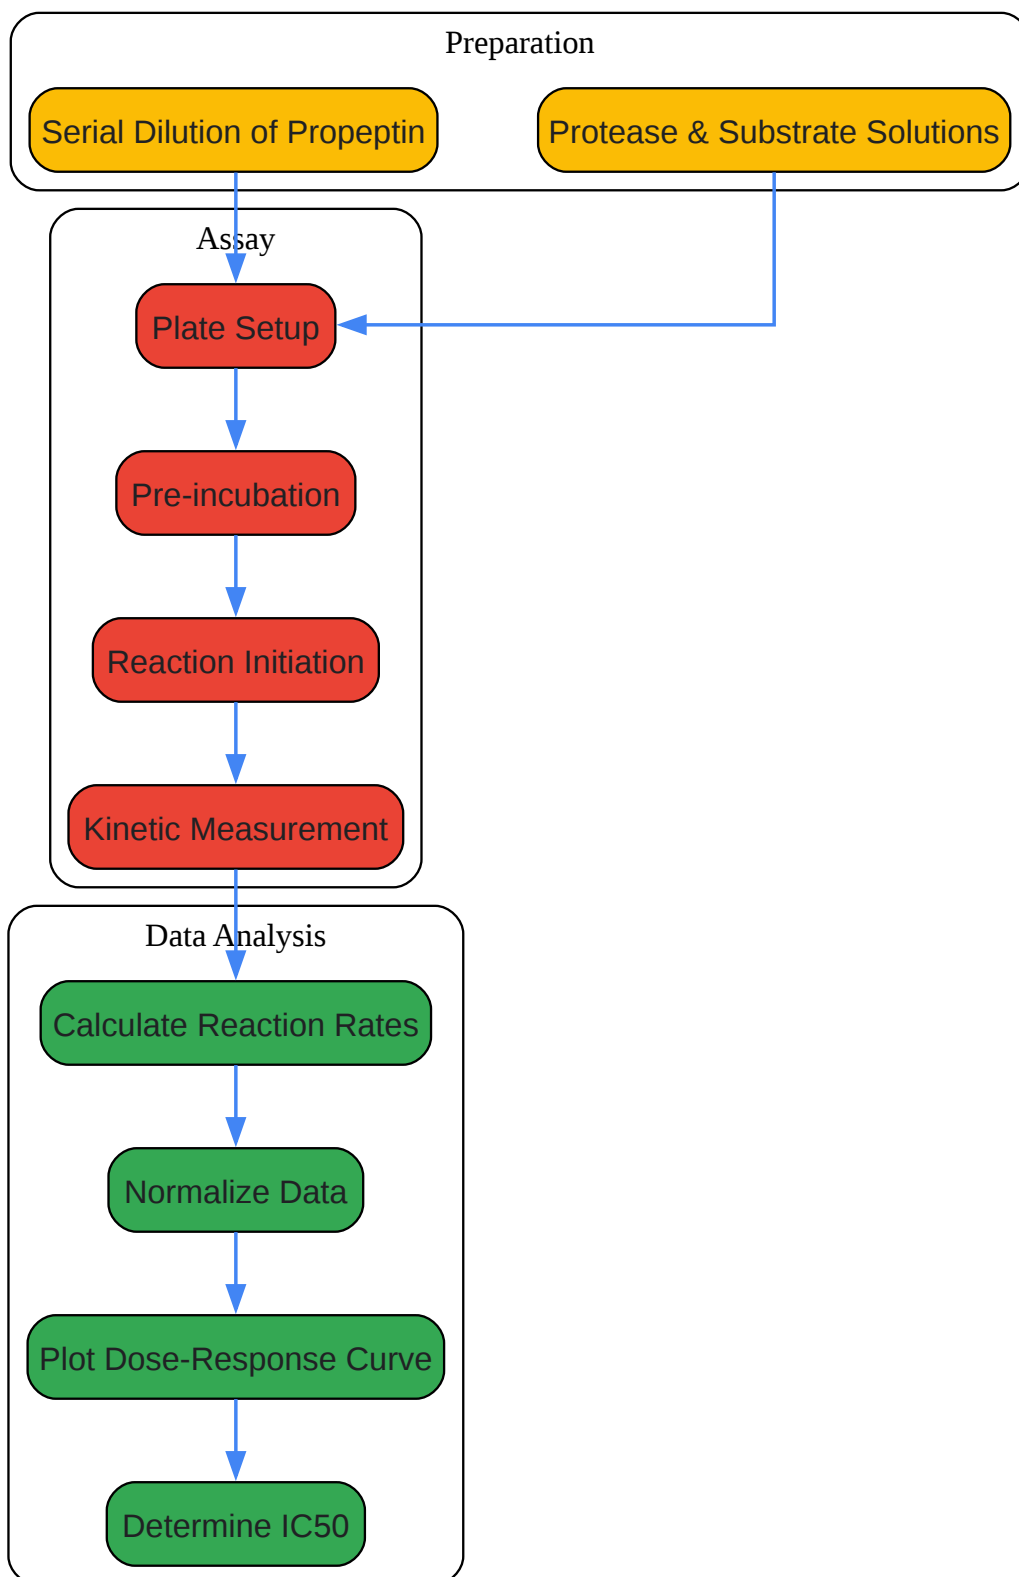 Preparation
Serial Dilution of Propeptin
Protease & Substrate Solutions
Assay
Plate Setup
Pre-incubation
Reaction Initiation
Kinetic Measurement
Data Analysis
Calculate Reaction Rates
Normalize Data
Plot Dose-Response Curve
Determine IC50